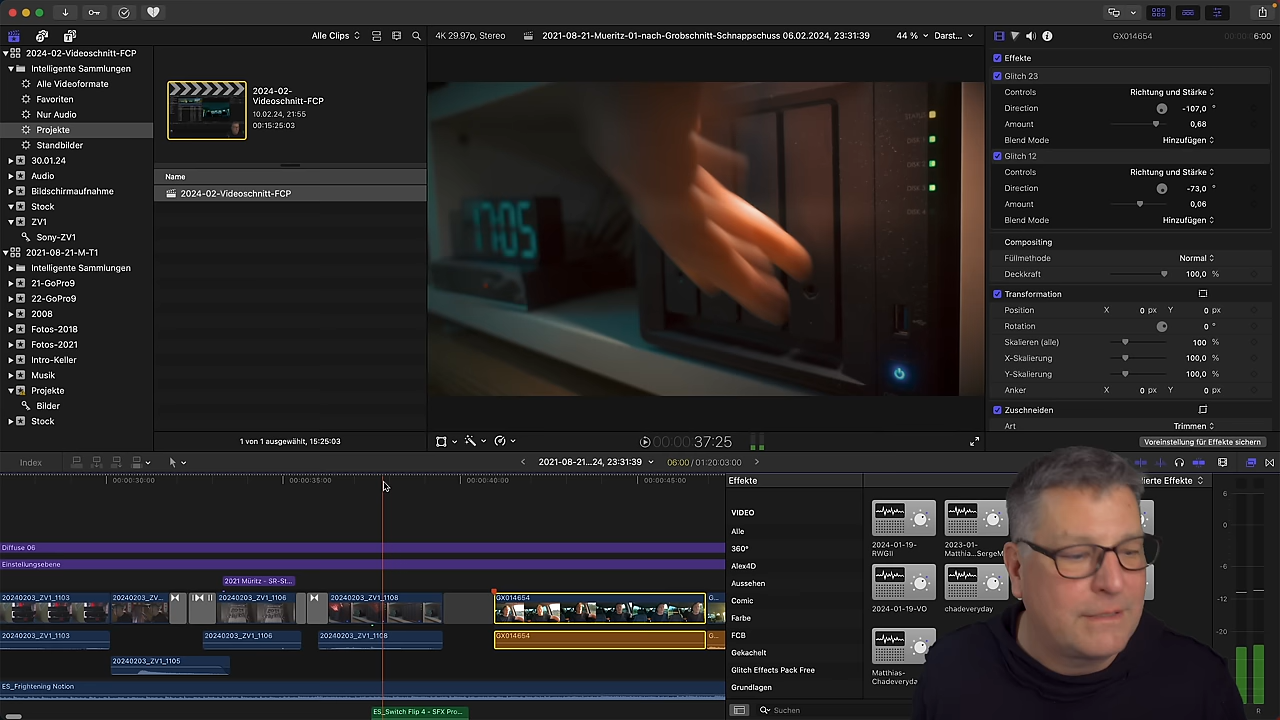 Alle Clips
4K 29.97p, Stereo
2021-08-21-Mueritz-01-nach-Grobschnitt-Schnappschuss 06.02.2024, 23:31:39
44 %
Darst...
GX014654
6:00
2024-02-Videoschnitt-FCP
Intelligente Sammlungen
Alle Videoformate
Favoriten
Nur Audio
Projekte
Standbilder
30.01.24
Audio
Bildschirmaufnahme
Stock
ZV1
Sony-ZV1
2021-08-21-M-T1
Intelligente Sammlungen
21-GoPro9
22-GoPro9
2008
Fotos-2018
Fotos-2021
Intro-Keller
Musik
Projekte
Bilder
Stock
2024-02-
Videoschnitt-FCP
10.02.24, 21:55
00:15:25:03
Name
2024-02-Videoschnitt-FCP
1 von 1 ausgewählt, 15:25:03
17:05
00:00:37:25
Effekte
Glitch 23
Controls Richtung und Stärke
Direction -107,0 °
Amount 0,68
Blend Mode Hinzufügen
Glitch 12
Controls Richtung und Stärke
Direction -73,0 °
Amount 0,06
Blend Mode Hinzufügen
Compositing
Füllmethode Normal
Deckkraft 100,0 %
Transformation
Position X 0 px Y 0 px
Rotation 0 °
Skalieren (alle) 100 %
X-Skalierung 100,0 %
Y-Skalierung 100,0 %
Anker X 0 px Y 0 px
Zuschneiden
Art Trimmen
Voreinstellung für Effekte sichern
Index
2021-08-21...24, 23:31:39
06:00 / 01:20:03:00
00:00:30:00
00:00:35:00
00:00:40:00
00:00:45:00
Diffuse 06
Einstellungsebene
2021 Müritz - SR-St...
20240203_ZV1_1103
20240203_ZV...
20240203_ZV1_1106
20240203_ZV1_1108
GX014654
G...
20240203_ZV1_1103
20240203_ZV1_1106
20240203_ZV1_1108
GX014654
G...
20240203_ZV1_1105
ES_Frightening Notion
ES_Switch Flip 4 - SFX Pro...
Effekte
ierte Effekte
VIDEO
Alle
360°
Alex4D
Aussehen
Comic
Farbe
FCB
Gekachelt
Glitch Effects Pack Free
Grundlagen
2024-01-19-
RWGII
2023-01-
Matthia...SergeM
2024-01-19-VO
chadeveryday
Matthias-
Chadeveryda
Suchen
6
0
-6
-12
R